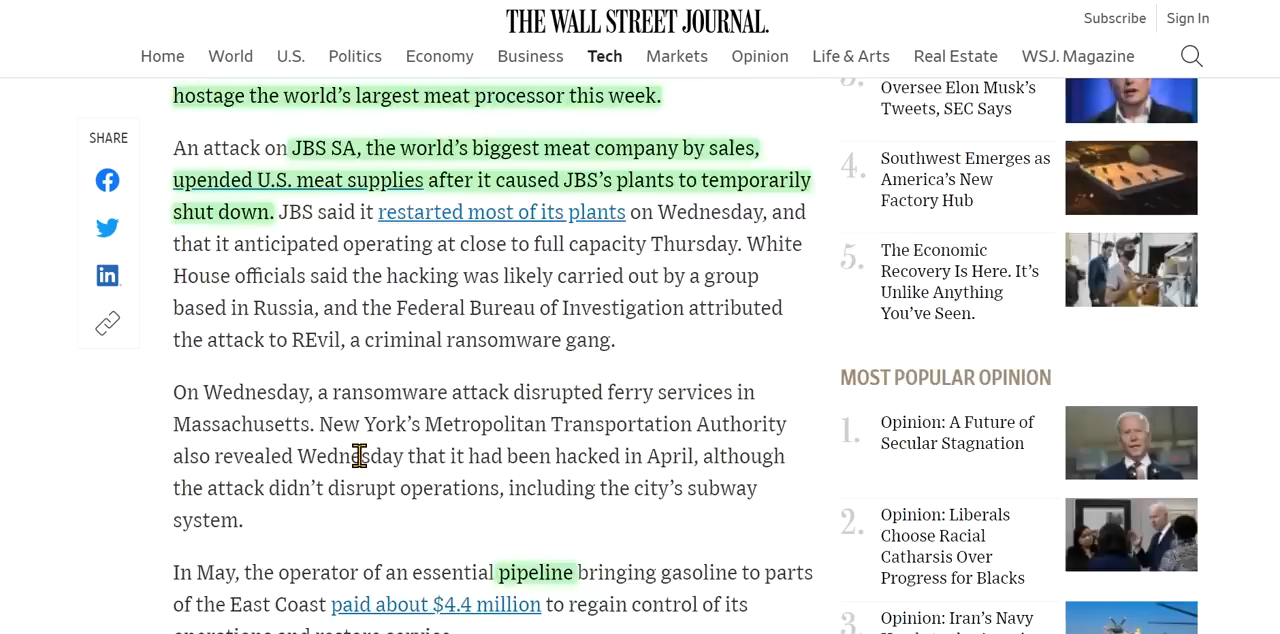 THE WALL STREET JOURNAL.
Subscribe
Sign In
Home World U.S. Politics Economy Business Tech Markets Opinion Life & Arts Real Estate WSJ. Magazine
SHARE
hostage the world’s largest meat processor this week.
An attack on JBS SA, the world’s biggest meat company by sales,
upended U.S. meat supplies after it caused JBS’s plants to temporarily
shut down. JBS said it restarted most of its plants on Wednesday, and
that it anticipated operating at close to full capacity Thursday. White
House officials said the hacking was likely carried out by a group
based in Russia, and the Federal Bureau of Investigation attributed
the attack to REvil, a criminal ransomware gang.
On Wednesday, a ransomware attack disrupted ferry services in
Massachusetts. New York’s Metropolitan Transportation Authority
also revealed Wednesday that it had been hacked in April, although
the attack didn’t disrupt operations, including the city’s subway
system.
In May, the operator of an essential pipeline bringing gasoline to parts
of the East Coast paid about $4.4 million to regain control of its
operations and restore service.
Oversee Elon Musk’s
Tweets, SEC Says
4.
Southwest Emerges as
America’s New
Factory Hub
5.
The Economic
Recovery Is Here. It’s
Unlike Anything
You’ve Seen.
MOST POPULAR OPINION
1.
Opinion: A Future of
Secular Stagnation
2.
Opinion: Liberals
Choose Racial
Catharsis Over
Progress for Blacks
3.
Opinion: Iran’s Navy